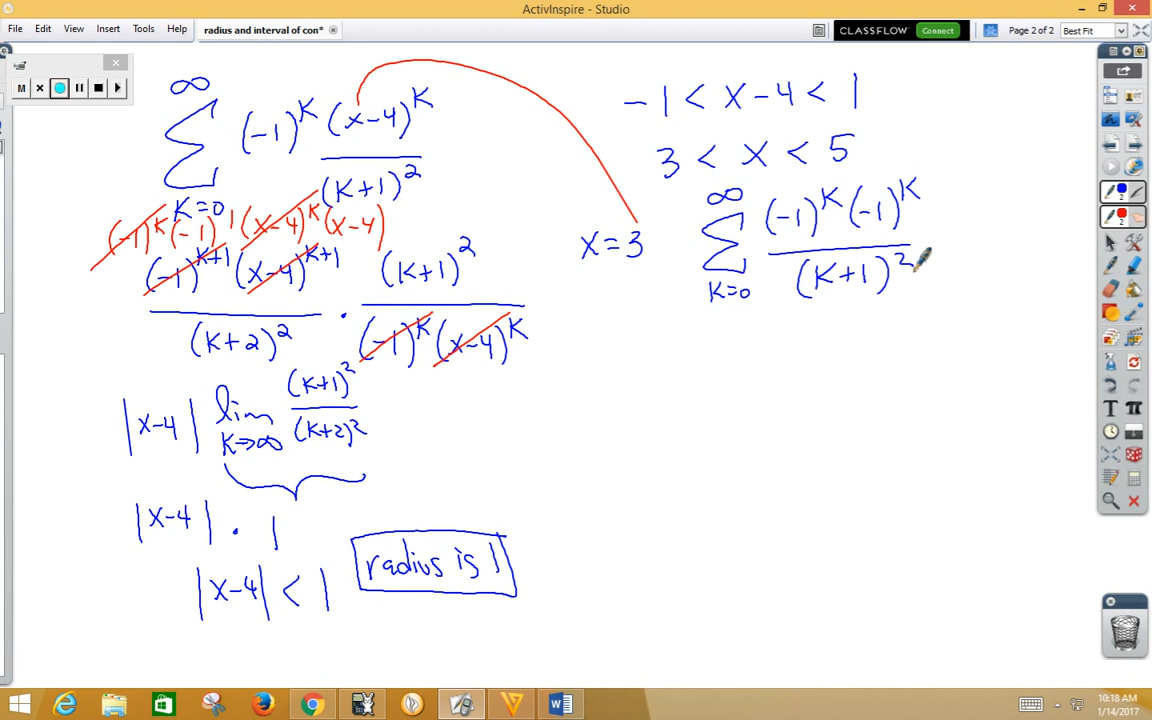 ActivInspire - Studio
File Edit View Insert Tools Help radius and interval of con* CLASSFLOW Connect Page 2 of 2 Best Fit
M
∞
∑ (-1)^K (x-4)^K
K=0 (K+1)^2
(-1)^K (-1)^1 (x-4)^K (x-4)
(-1)^{K+1} (x-4)^{K+1} (K+1)^2
(K+2)^2 · (-1)^K (x-4)^K
|x-4| lim (K+1)^2
K→∞ (K+2)^2
|x-4| · 1
|x-4| < 1
radius is 1
-1 < x-4 < 1
3 < x < 5
x=3
∞
∑ (-1)^K (-1)^K
K=0 (K+1)^2
10:18 AM
1/14/2017